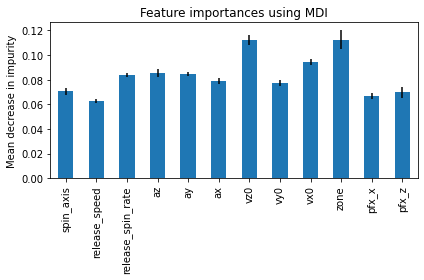 Feature importances using MDI
Mean decrease in impurity
0.12
0.10
0.08
0.06
0.04
0.02
0.00
spin_axis
release_speed
release_spin_rate
az
ay
ax
vz0
vy0
vx0
zone
pfx_x
pfx_z